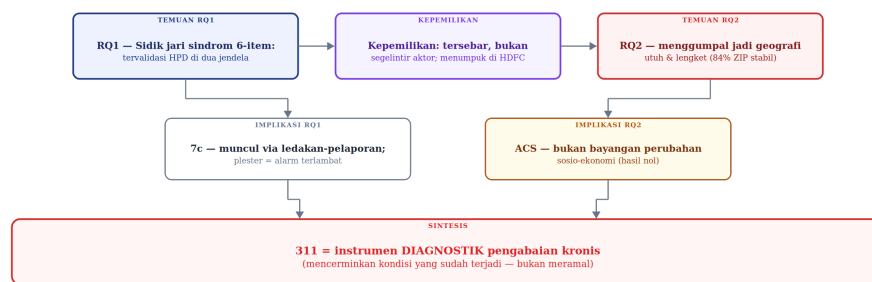 TEMUAN RQ1
RQ1 — Sidik jari sindrom 6-item:
tervalidasi HPD di dua jendela
KEPEMILIKAN
Kepemilikan: tersebar, bukan
segelintir aktor; menumpuk di HDFC
TEMUAN RQ2
RQ2 — menggumpal jadi geografi
utuh & lengket (84% ZIP stabil)
IMPLIKASI RQ1
7c — muncul via ledakan-pelaporan;
plester = alarm terlambat
IMPLIKASI RQ2
ACS — bukan bayangan perubahan
sosio-ekonomi (hasil nol)
SINTESIS
311 = instrumen DIAGNOSTIK pengabaian kronis
(mencerminkan kondisi yang sudah terjadi — bukan meramal)